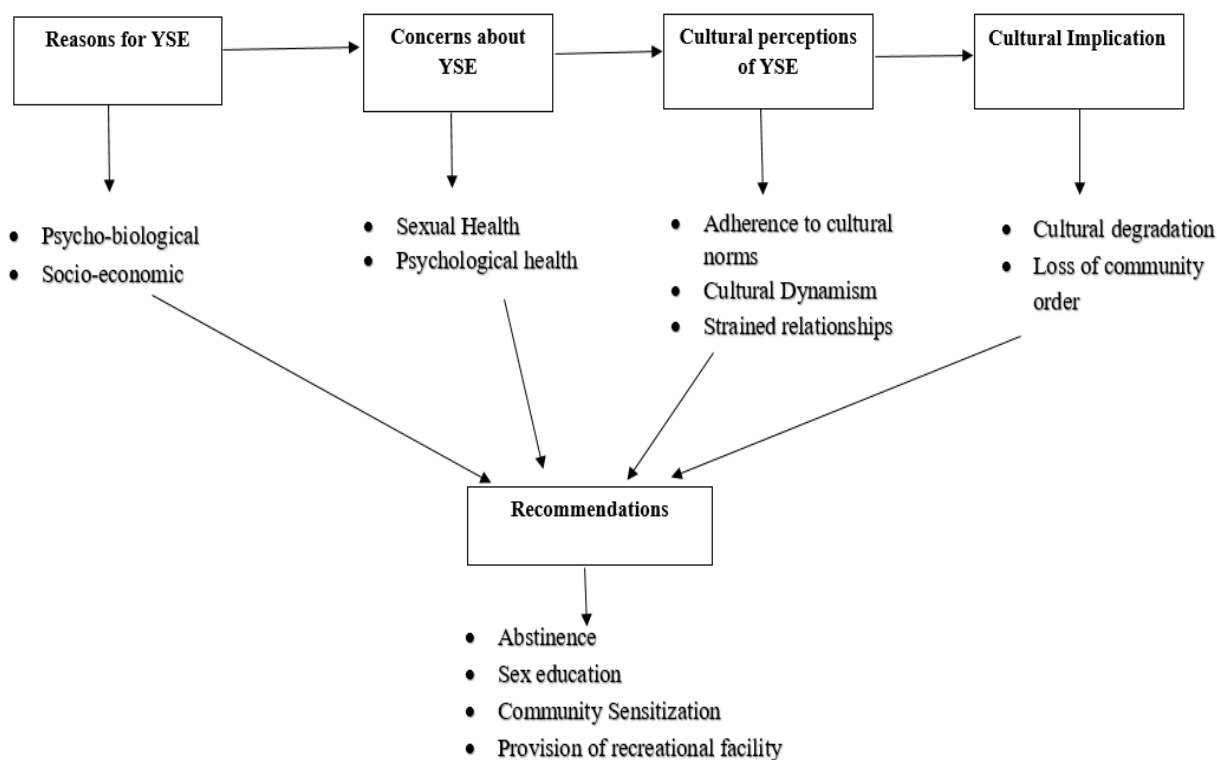 Reasons for YSE
Concerns about
YSE
Cultural perceptions
of YSE
Cultural Implication
• Psycho-biological
• Socio-economic
• Sexual Health
• Psychological health
• Adherence to cultural
norms
• Cultural Dynamism
• Strained relationships
• Cultural degradation
• Loss of community
order
Recommendations
• Abstinence
• Sex education
• Community Sensitization
• Provision of recreational facility